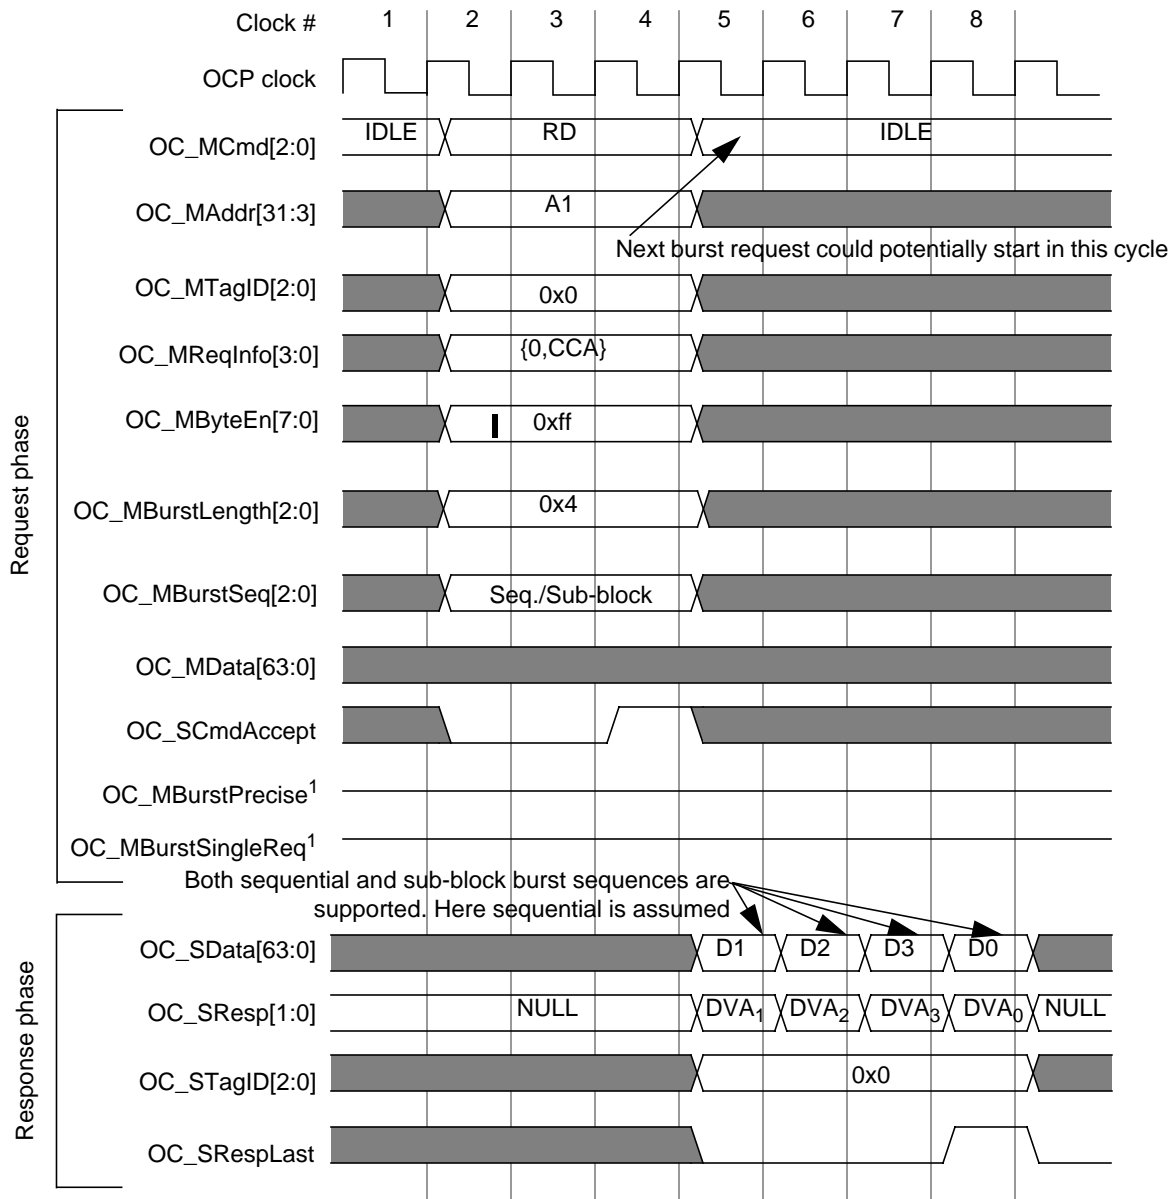 Clock # 1 2 3 4 5 6 7 8
OCP clock
Request phase
OC_MCmd[2:0] IDLE RD IDLE
OC_MAddr[31:3] A1
Next burst request could potentially start in this cycle
OC_MTagID[2:0] 0x0
OC_MReqInfo[3:0] {0,CCA}
OC_MByteEn[7:0] 0xff
OC_MBurstLength[2:0] 0x4
OC_MBurstSeq[2:0] Seq./Sub-block
OC_MData[63:0]
OC_SCmdAccept
OC_MBurstPrecise1
OC_MBurstSingleReq1
Both sequential and sub-block burst sequences are
supported. Here sequential is assumed
Response phase
OC_SData[63:0] D1 D2 D3 D0
OC_SResp[1:0] NULL DVA1 DVA2 DVA3 DVA0 NULL
OC_STagID[2:0] 0x0
OC_SRespLast